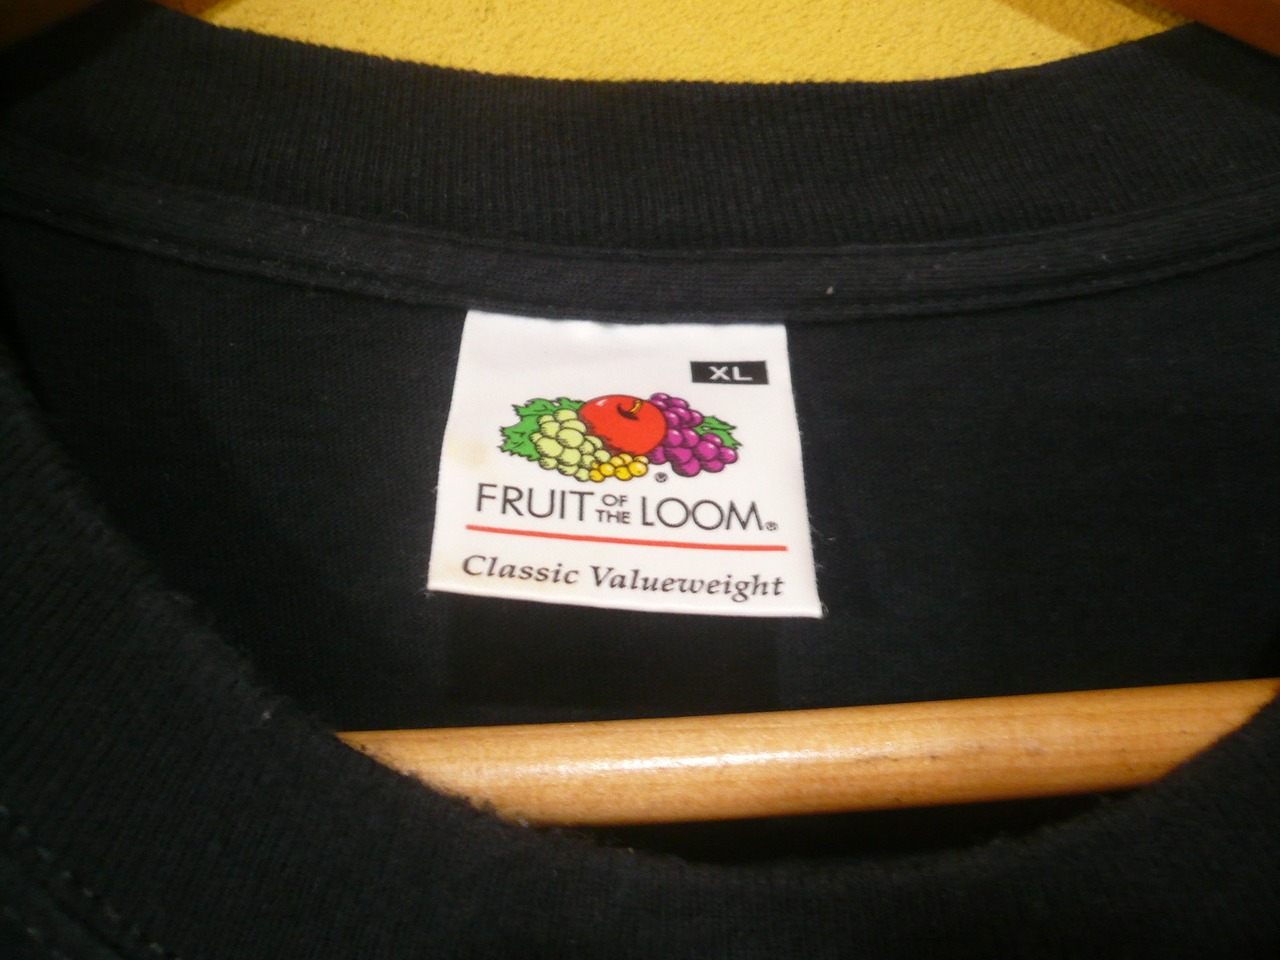 XL
®
FRUIT OF THE LOOM®
Classic Valueweight